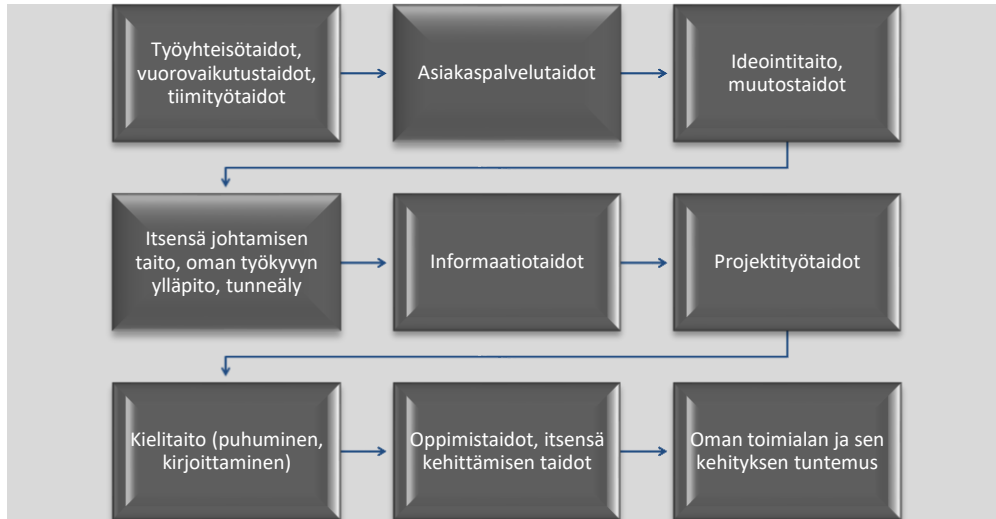 Työyhteisötaidot,
vuorovaikutustaidot,
tiimityötaidot
Asiakaspalvelutaidot
Ideointitaito,
muutostaidot
Itsensä johtamisen
taito, oman työkyvyn
ylläpito, tunneäly
Informaatiotaidot
Projektityötaidot
Kielitaito (puhuminen,
kirjoittaminen)
Oppimistaidot, itsensä
kehittämisen taidot
Oman toimialan ja sen
kehityksen tuntemus